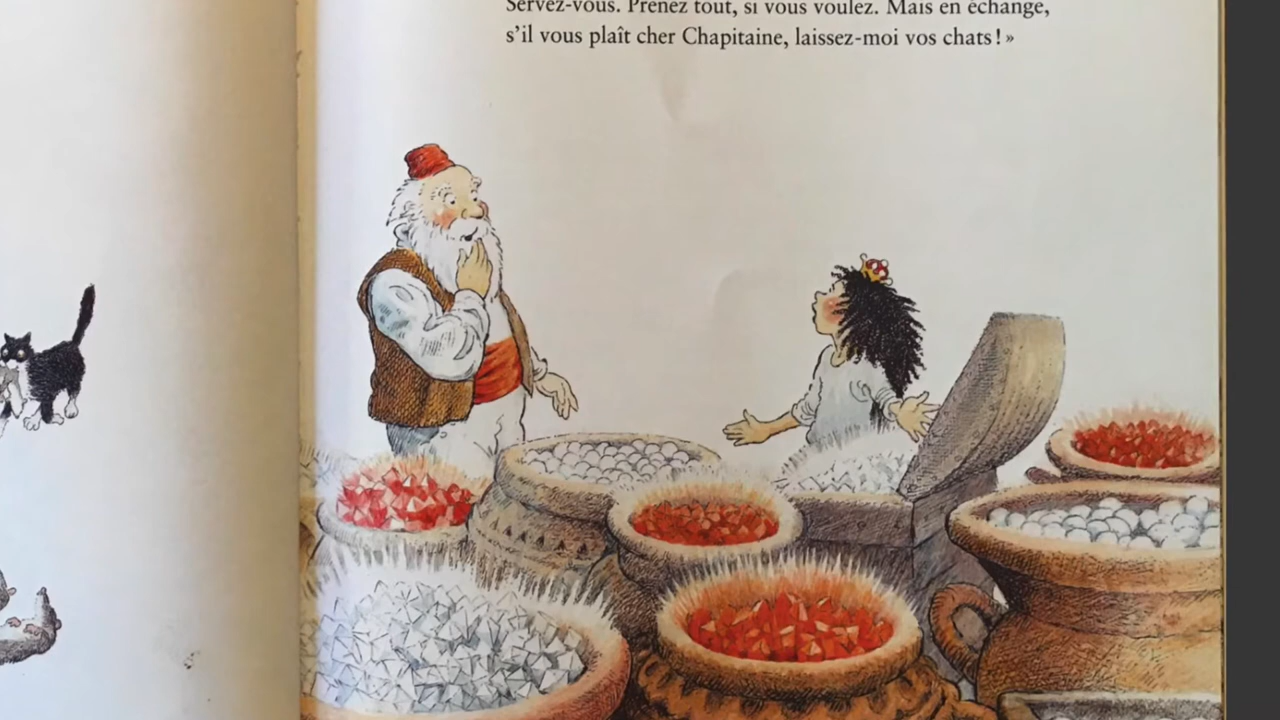 Servez-vous. Prenez tout, si vous voulez. Mais en échange,
s'il vous plaît cher Chapitaine, laissez-moi vos chats ! »